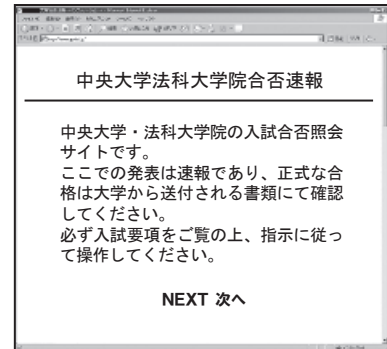 中央大学法科大学院合否速報
中央大学・法科大学院の入試合否照会
サイトです。
ここでの発表は速報であり、正式な合
格は大学から送付される書類にて確認
してください。
必ず入試要項をご覧の上、指示に従っ
て操作してください。
NEXT 次へ